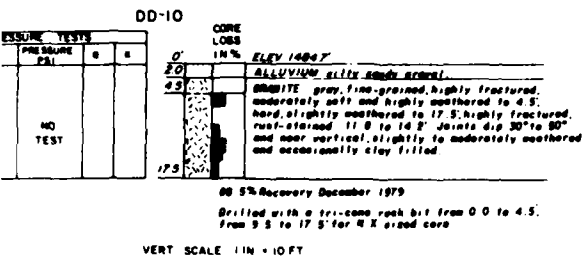 DD-10
CORE
LOSS
IN %
ESSURE TESTS
PRESSURE
PSI
NO
TEST
0'
2.0
4.5
17.5
ELEV 1484.7'
ALLUVIUM silty sandy gravel.
GRANITE gray, fine-grained, highly fractured,
moderately soft and highly weathered to 4.5',
hard, slightly weathered to 17.5', highly fractured,
rust-stained 11.8 to 14.2' Joints dip 30° to 50°
and near vertical, slightly to moderately weathered
and occasionally clay filled.
88.5% Recovery December 1979
Drilled with a tri-cone rock bit from 0.0 to 4.5',
from 9.5 to 17.5' for N X sized core
VERT SCALE 1 IN = 10 FT